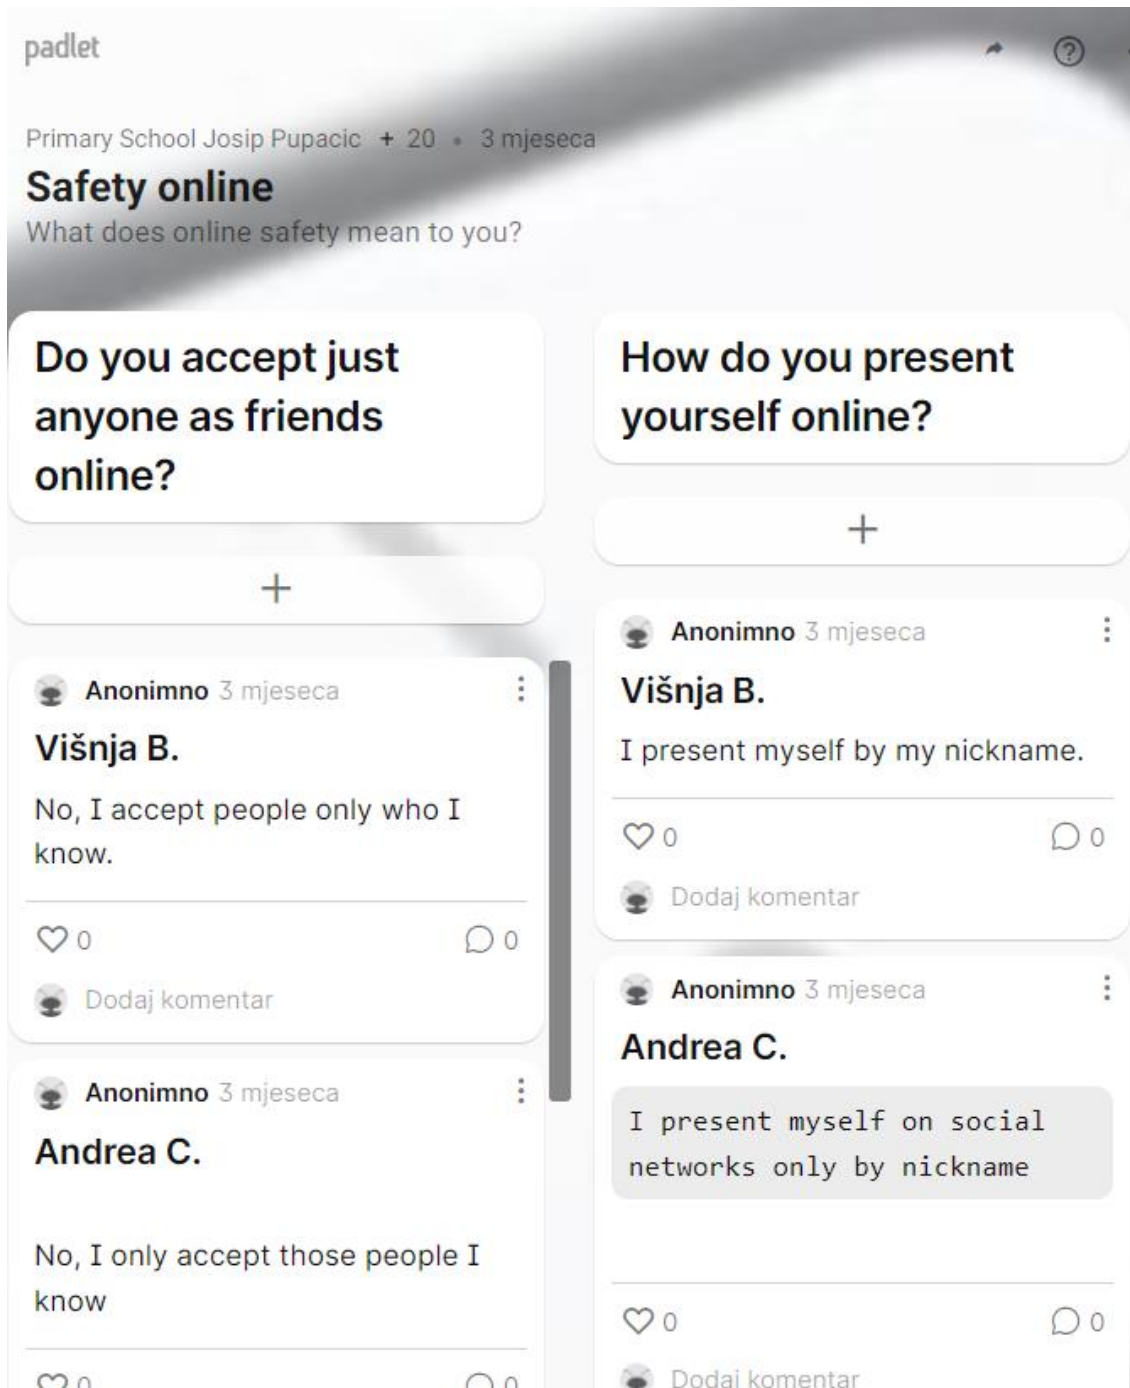 padlet
Primary School Josip Pupacic + 20 • 3 mjeseca
Safety online
What does online safety mean to you?
Do you accept just
anyone as friends
online?
Anonimno 3 mjeseca
Višnja B.
No, I accept people only who I
know.
0 0
Dodaj komentar
Anonimno 3 mjeseca
Andrea C.
No, I only accept those people I
know
0 0
How do you present
yourself online?
Anonimno 3 mjeseca
Višnja B.
I present myself by my nickname.
0 0
Dodaj komentar
Anonimno 3 mjeseca
Andrea C.
I present myself on social
networks only by nickname
0 0
Dodaj komentar